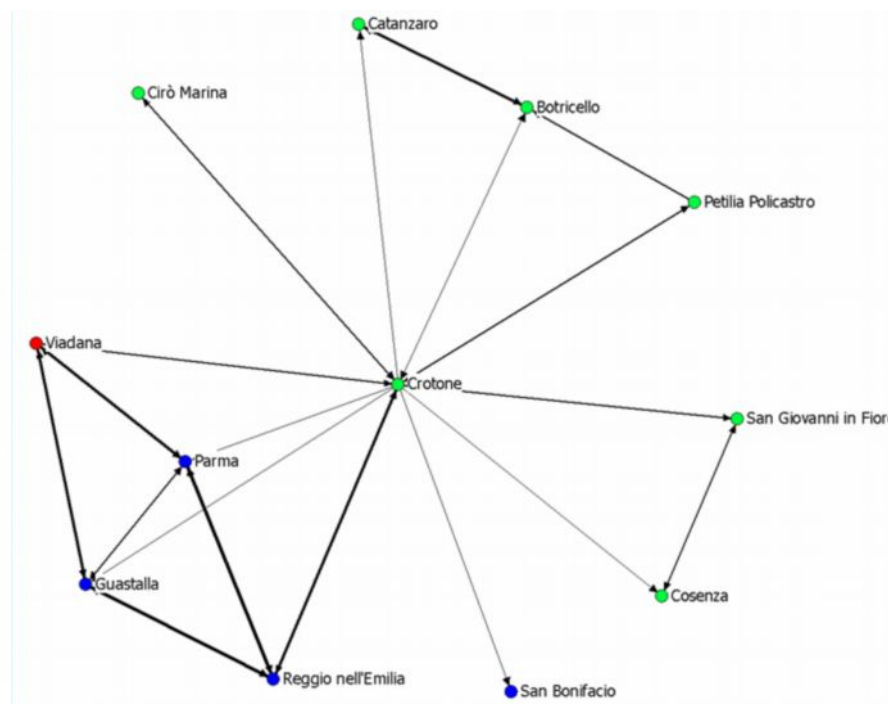 Catanzaro
Cirò Marina
Botricello
Petilia Policastro
Viadana
Crotone
San Giovanni in Fior
Parma
Guastalla
Cosenza
Reggio nell'Emilia
San Bonifacio